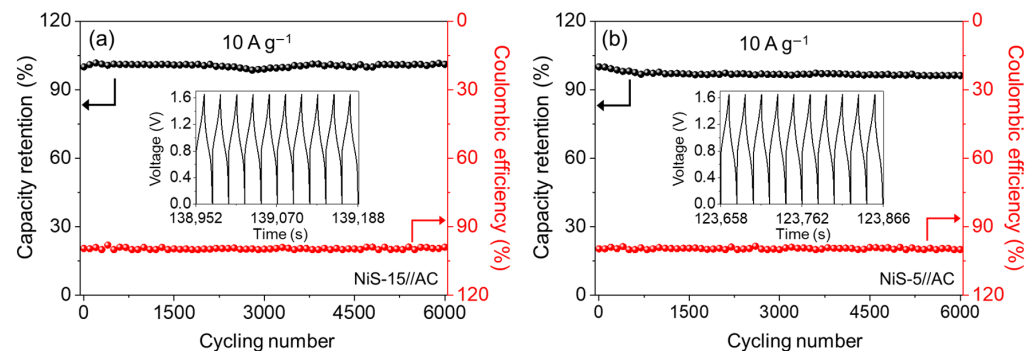 (a)
10 A g⁻¹
Capacity retention (%)
120
90
60
30
0
0
30
60
90
120
Coulombic efficiency (%)
Voltage (V)
1.6
1.2
0.8
0.4
0.0
138,952 139,070 139,188
Time (s)
NiS-15//AC
0 1500 3000 4500 6000
Cycling number
(b)
10 A g⁻¹
Capacity retention (%)
120
90
60
30
0
0
30
60
90
120
Coulombic efficiency (%)
Voltage (V)
1.6
1.2
0.8
0.4
0.0
123,658 123,762 123,866
Time (s)
NiS-5//AC
0 1500 3000 4500 6000
Cycling number